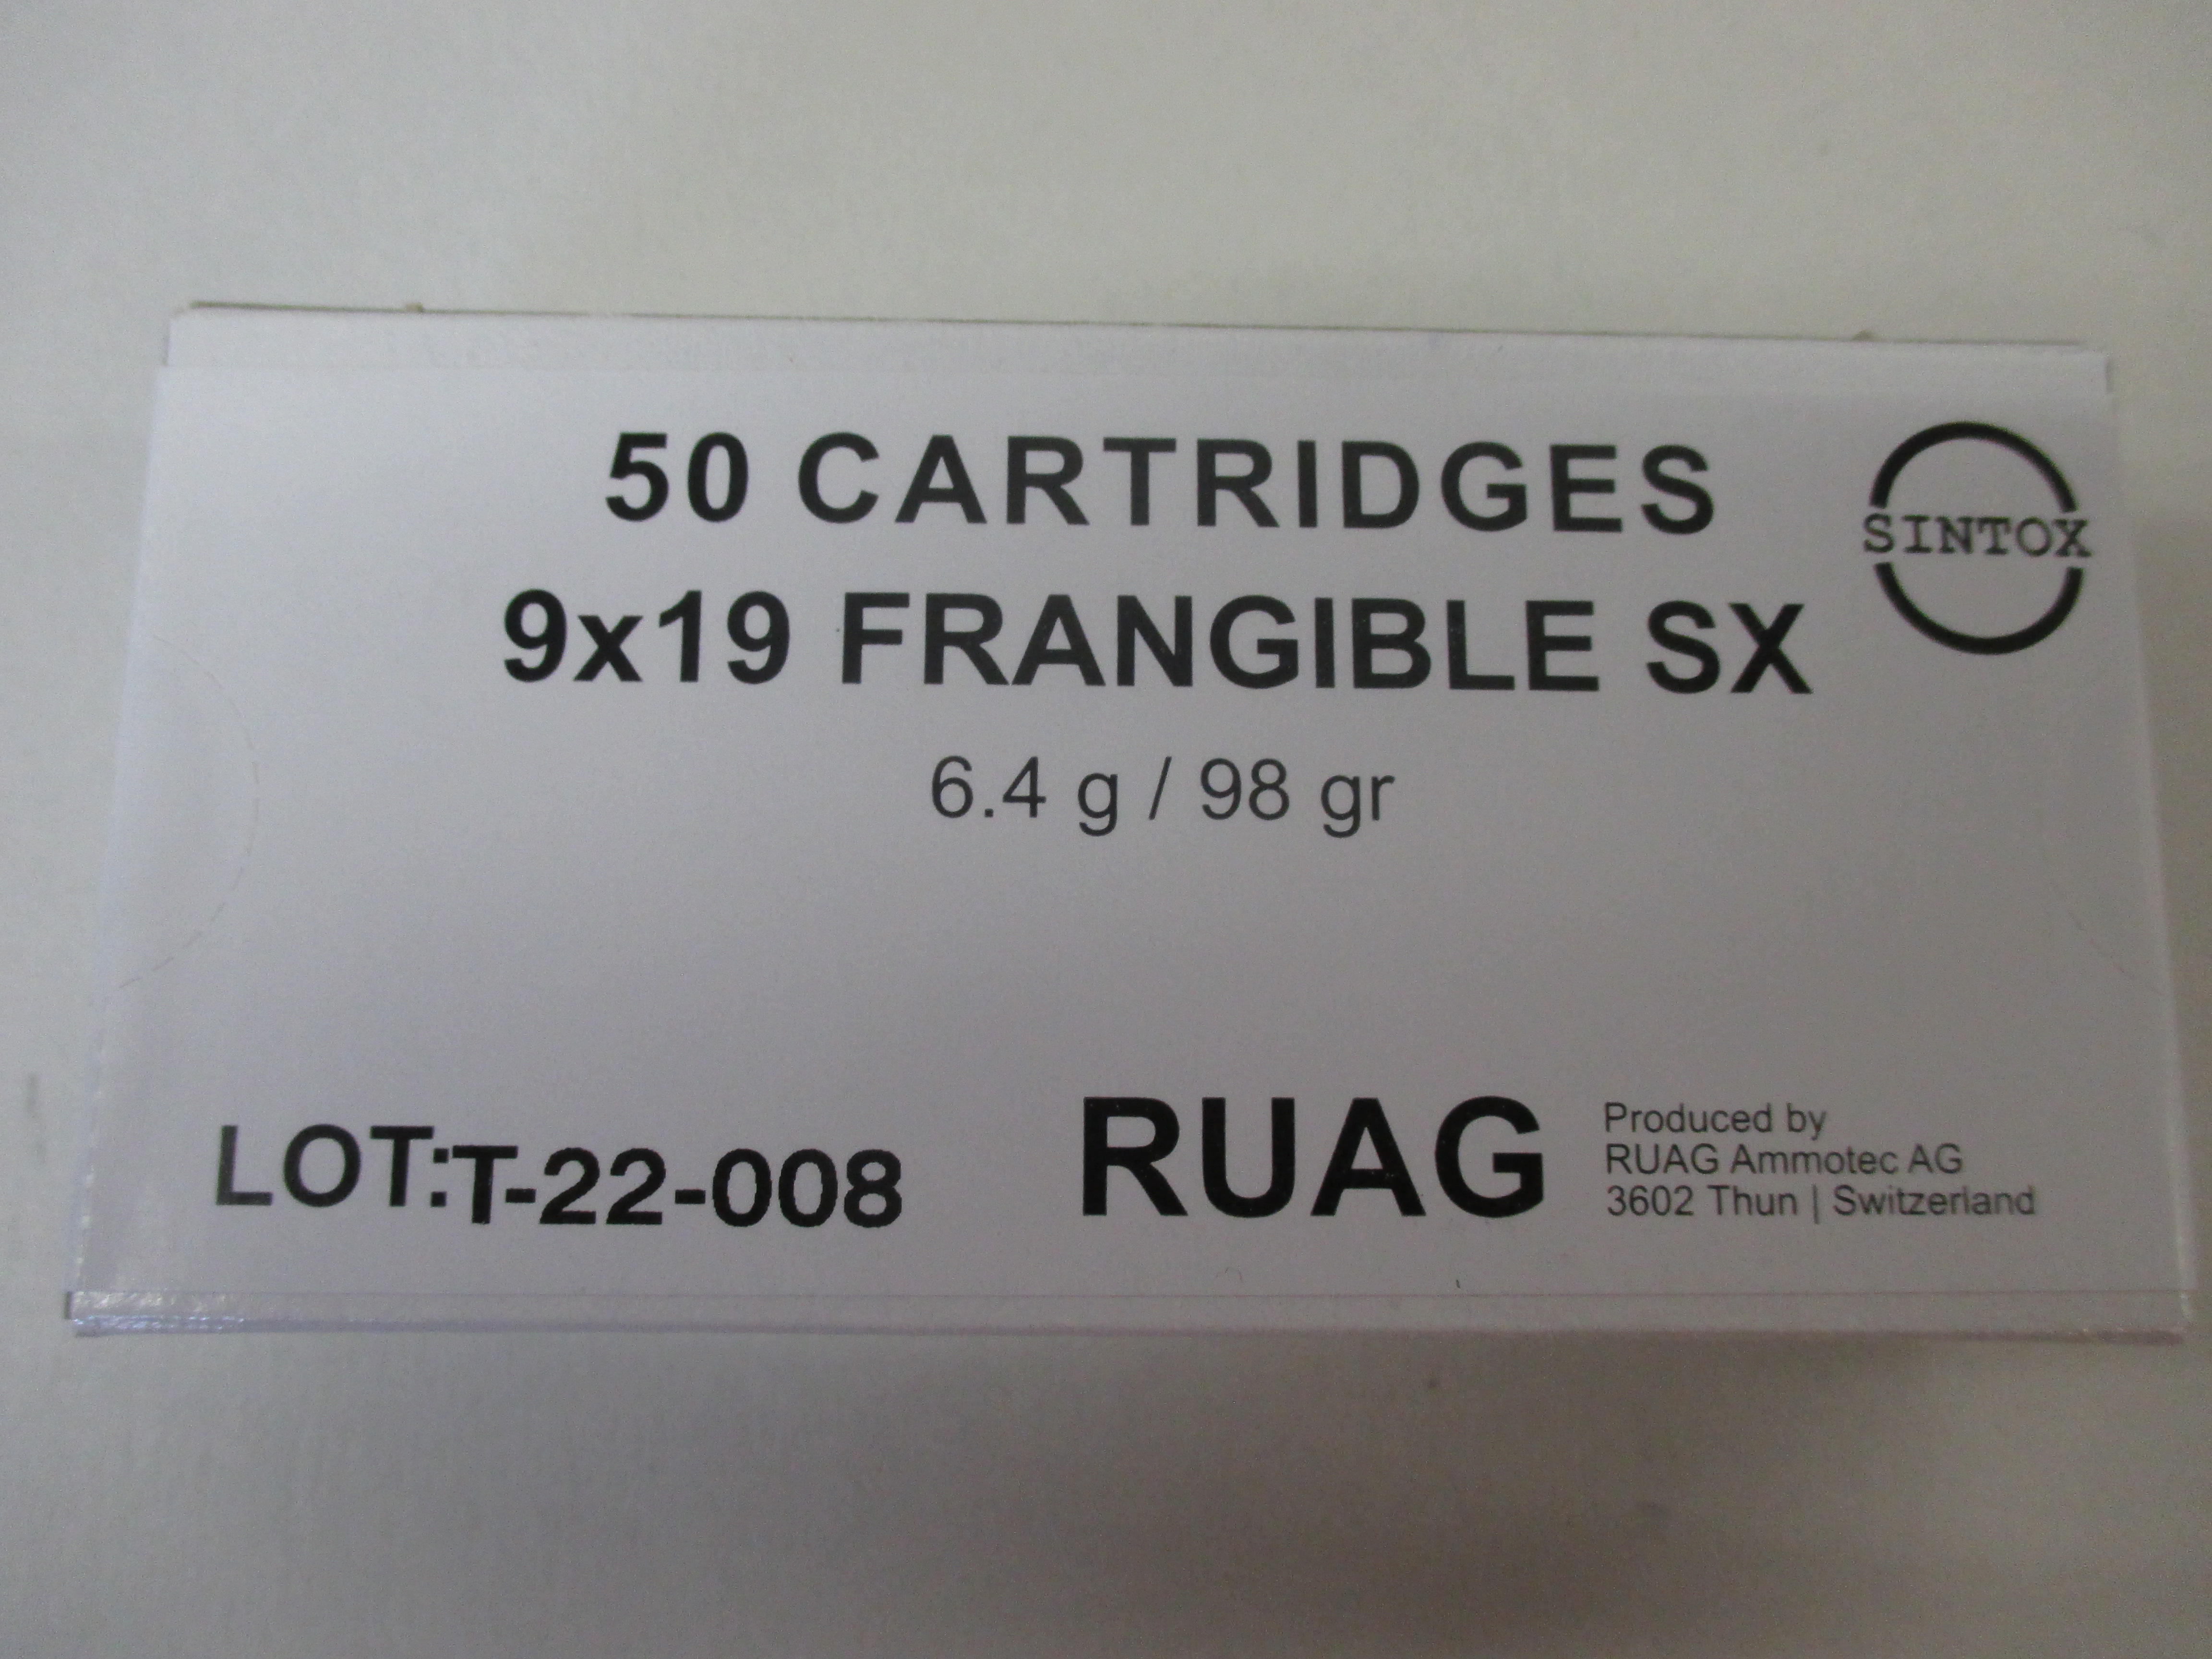 50 CARTRIDGES
SINTOX
9x19 FRANGIBLE SX
6.4 g / 98 gr
LOT:T-22-008
RUAG
Produced by
RUAG Ammotec AG
3602 Thun | Switzerland